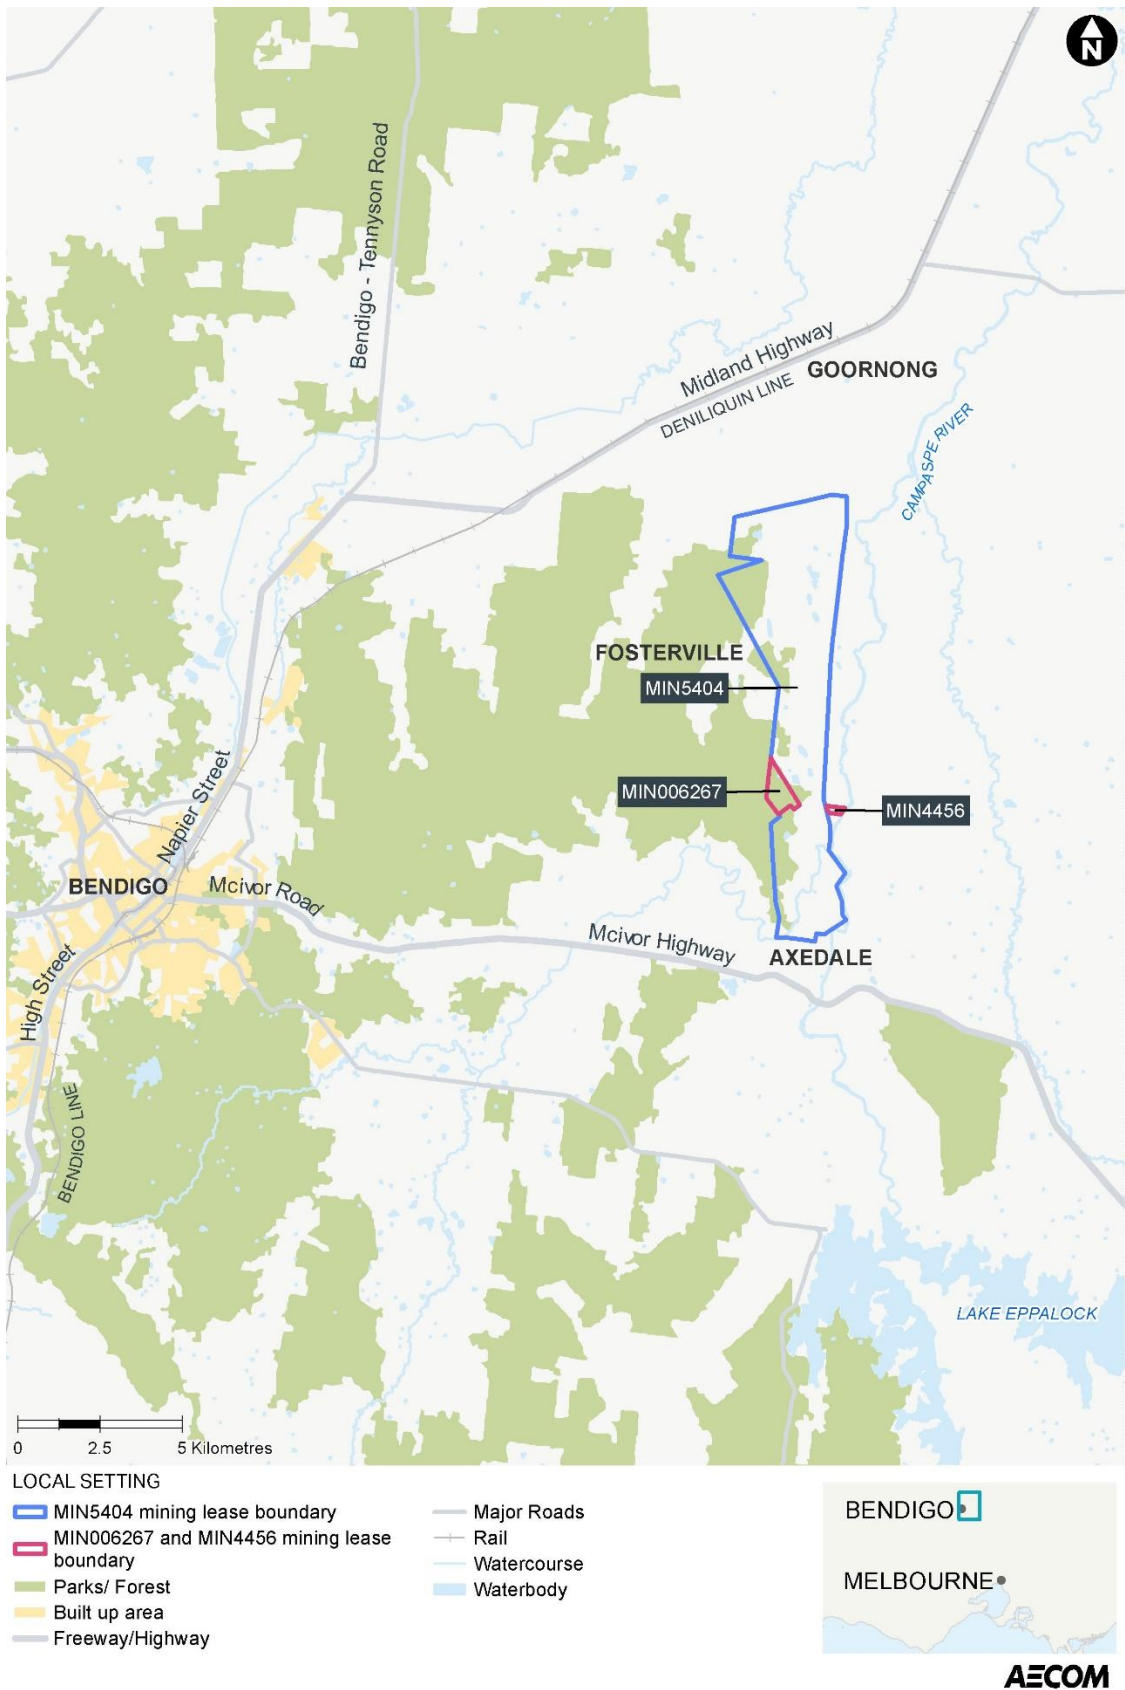 N
Bendigo - Tennyson Road
Midland Highway
GOORNONG
DENILIQUIN LINE
CAMPASPE RIVER
FOSTERVILLE
MIN5404
MIN006267
MIN4456
Napier Street
BENDIGO
Mcivor Road
Mcivor Highway
AXEDALE
High Street
BENDIGO LINE
LAKE EPPALOCK
0 2.5 5 Kilometres
LOCAL SETTING
MIN5404 mining lease boundary
MIN006267 and MIN4456 mining lease
boundary
Parks/ Forest
Built up area
Freeway/Highway
Major Roads
Rail
Watercourse
Waterbody
BENDIGO
MELBOURNE
AECOM